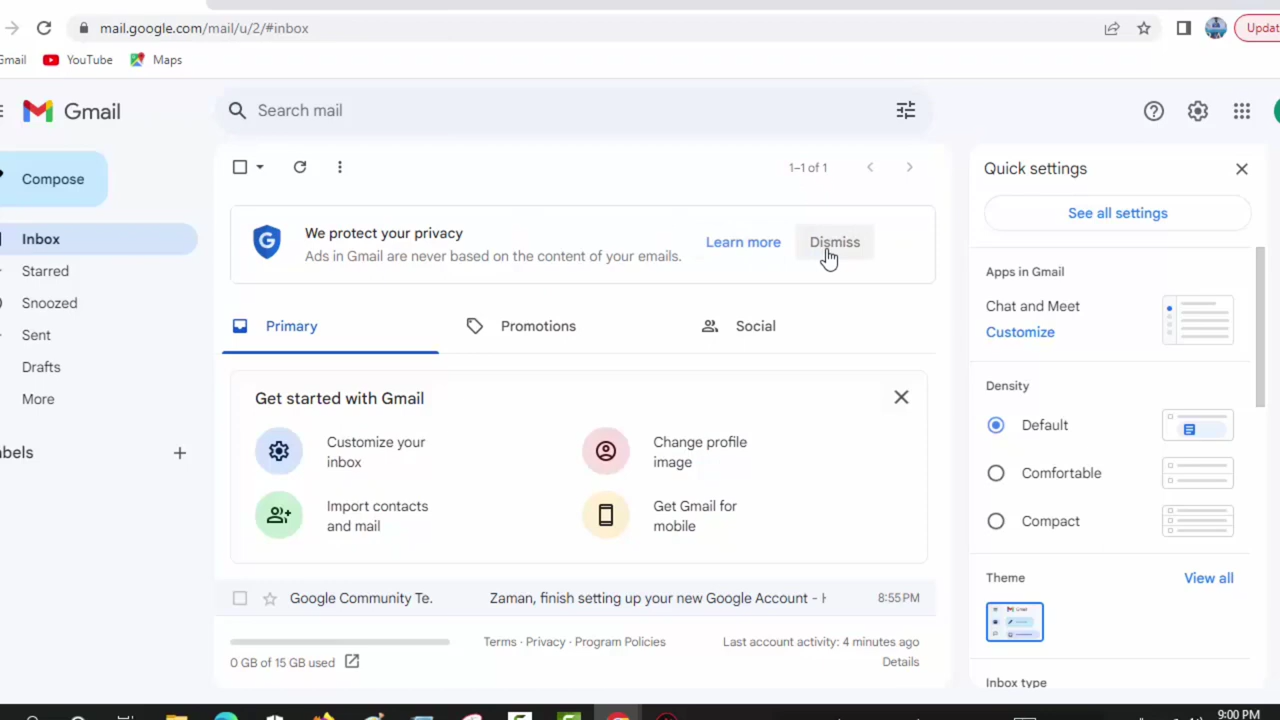 mail.google.com/mail/u/2/#inbox
Updat
Gmail
YouTube
Maps
Gmail
Search mail
Compose
1–1 of 1
Quick settings
See all settings
We protect your privacy
Ads in Gmail are never based on the content of your emails.
Learn more
Dismiss
Inbox
Starred
Snoozed
Sent
Drafts
More
abels
Apps in Gmail
Chat and Meet
Customize
Primary
Promotions
Social
Density
Default
Comfortable
Compact
Get started with Gmail
Customize your
inbox
Change profile
image
Import contacts
and mail
Get Gmail for
mobile
Theme
View all
Google Community Te.
Zaman, finish setting up your new Google Account -
8:55 PM
0 GB of 15 GB used
Terms · Privacy · Program Policies
Last account activity: 4 minutes ago
Details
Inbox type
9:00 PM